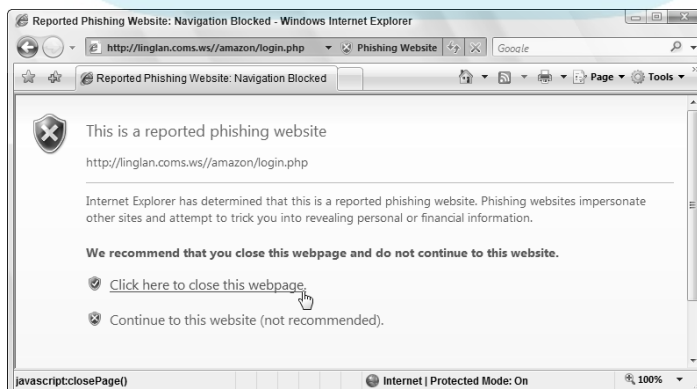 Reported Phishing Website: Navigation Blocked - Windows Internet Explorer
http://linglan.coms.ws//amazon/login.php Phishing Website Google
Reported Phishing Website: Navigation Blocked Page Tools
This is a reported phishing website
http://linglan.coms.ws//amazon/login.php
Internet Explorer has determined that this is a reported phishing website. Phishing websites impersonate
other sites and attempt to trick you into revealing personal or financial information.
We recommend that you close this webpage and do not continue to this website.
Click here to close this webpage.
Continue to this website (not recommended).
javascript:closePage() Internet | Protected Mode: On 100%